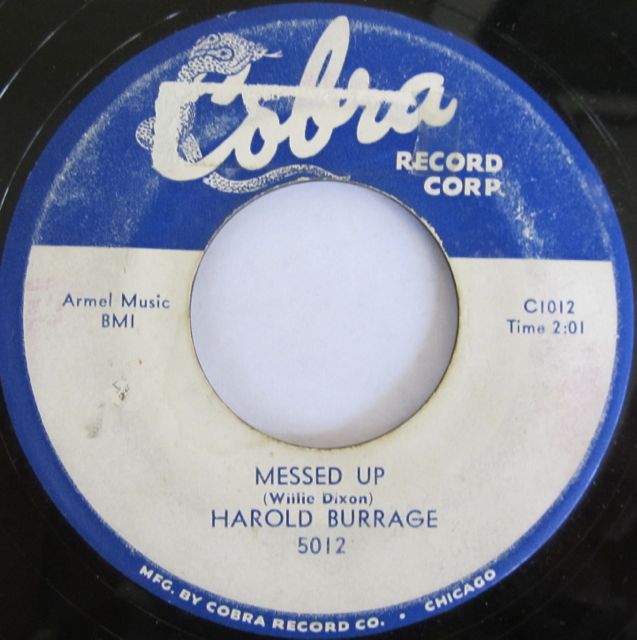 Cobra
RECORD
CORP
Armel Music
BMI
C1012
Time 2:01
MESSED UP
(Willie Dixon)
HAROLD BURRAGE
5012
MFG. BY COBRA RECORD CO. • CHICAGO